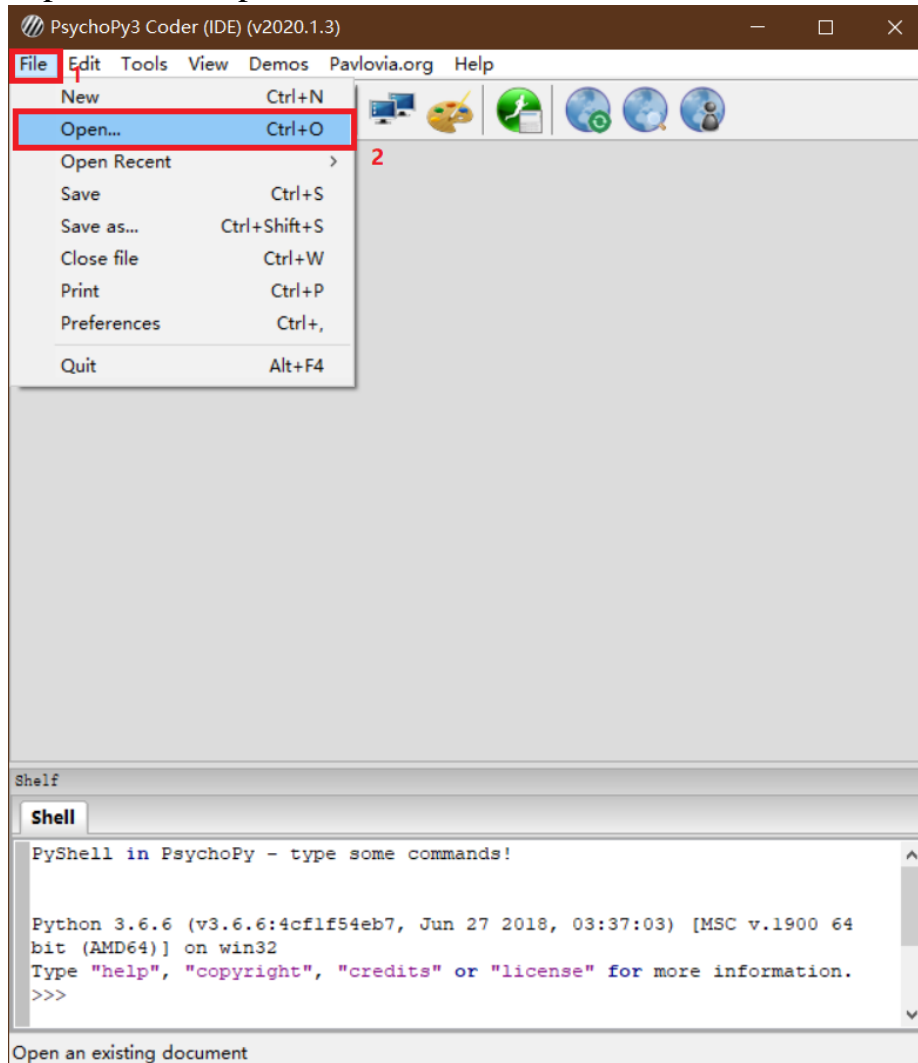 PsychoPy3 Coder (IDE) (v2020.1.3)
File Edit Tools View Demos Pavlovia.org Help
1
New Ctrl+N
Open... Ctrl+O
2
Open Recent >
Save Ctrl+S
Save as... Ctrl+Shift+S
Close file Ctrl+W
Print Ctrl+P
Preferences Ctrl+,
Quit Alt+F4
Shelf
Shell
PyShell in PsychoPy - type some commands!
Python 3.6.6 (v3.6.6:4cf1f54eb7, Jun 27 2018, 03:37:03) [MSC v.1900 64
bit (AMD64)] on win32
Type "help", "copyright", "credits" or "license" for more information.
>>>
Open an existing document